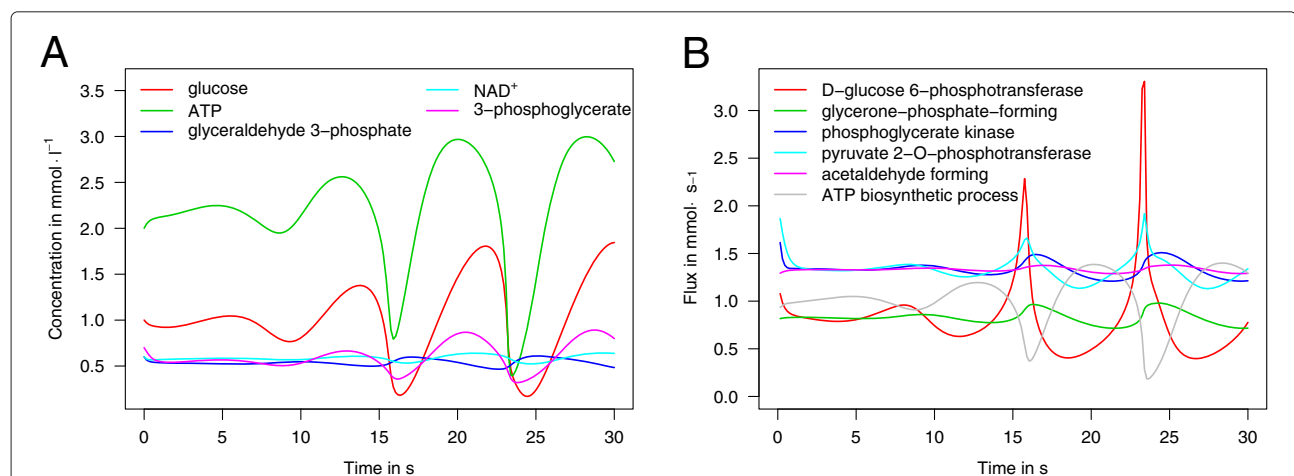 A
B
glucose
ATP
glyceraldehyde 3−phosphate
NAD+
3−phosphoglycerate
Concentration in mmol· l−1
3.5
3.0
2.5
2.0
1.5
1.0
0.5
0 5 10 15 20 25 30
Time in s
D−glucose 6−phosphotransferase
glycerone−phosphate−forming
phosphoglycerate kinase
pyruvate 2−O−phosphotransferase
acetaldehyde forming
ATP biosynthetic process
Flux in mmol· s−1
3.0
2.5
2.0
1.5
1.0
0.5
0.0
0 5 10 15 20 25 30
Time in s